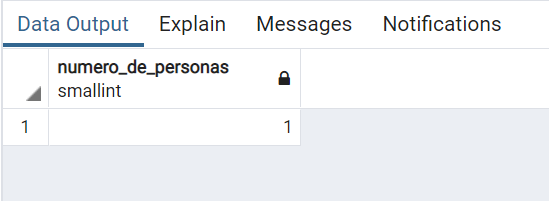 Data Output Explain Messages Notifications
numero_de_personas
smallint
1 1